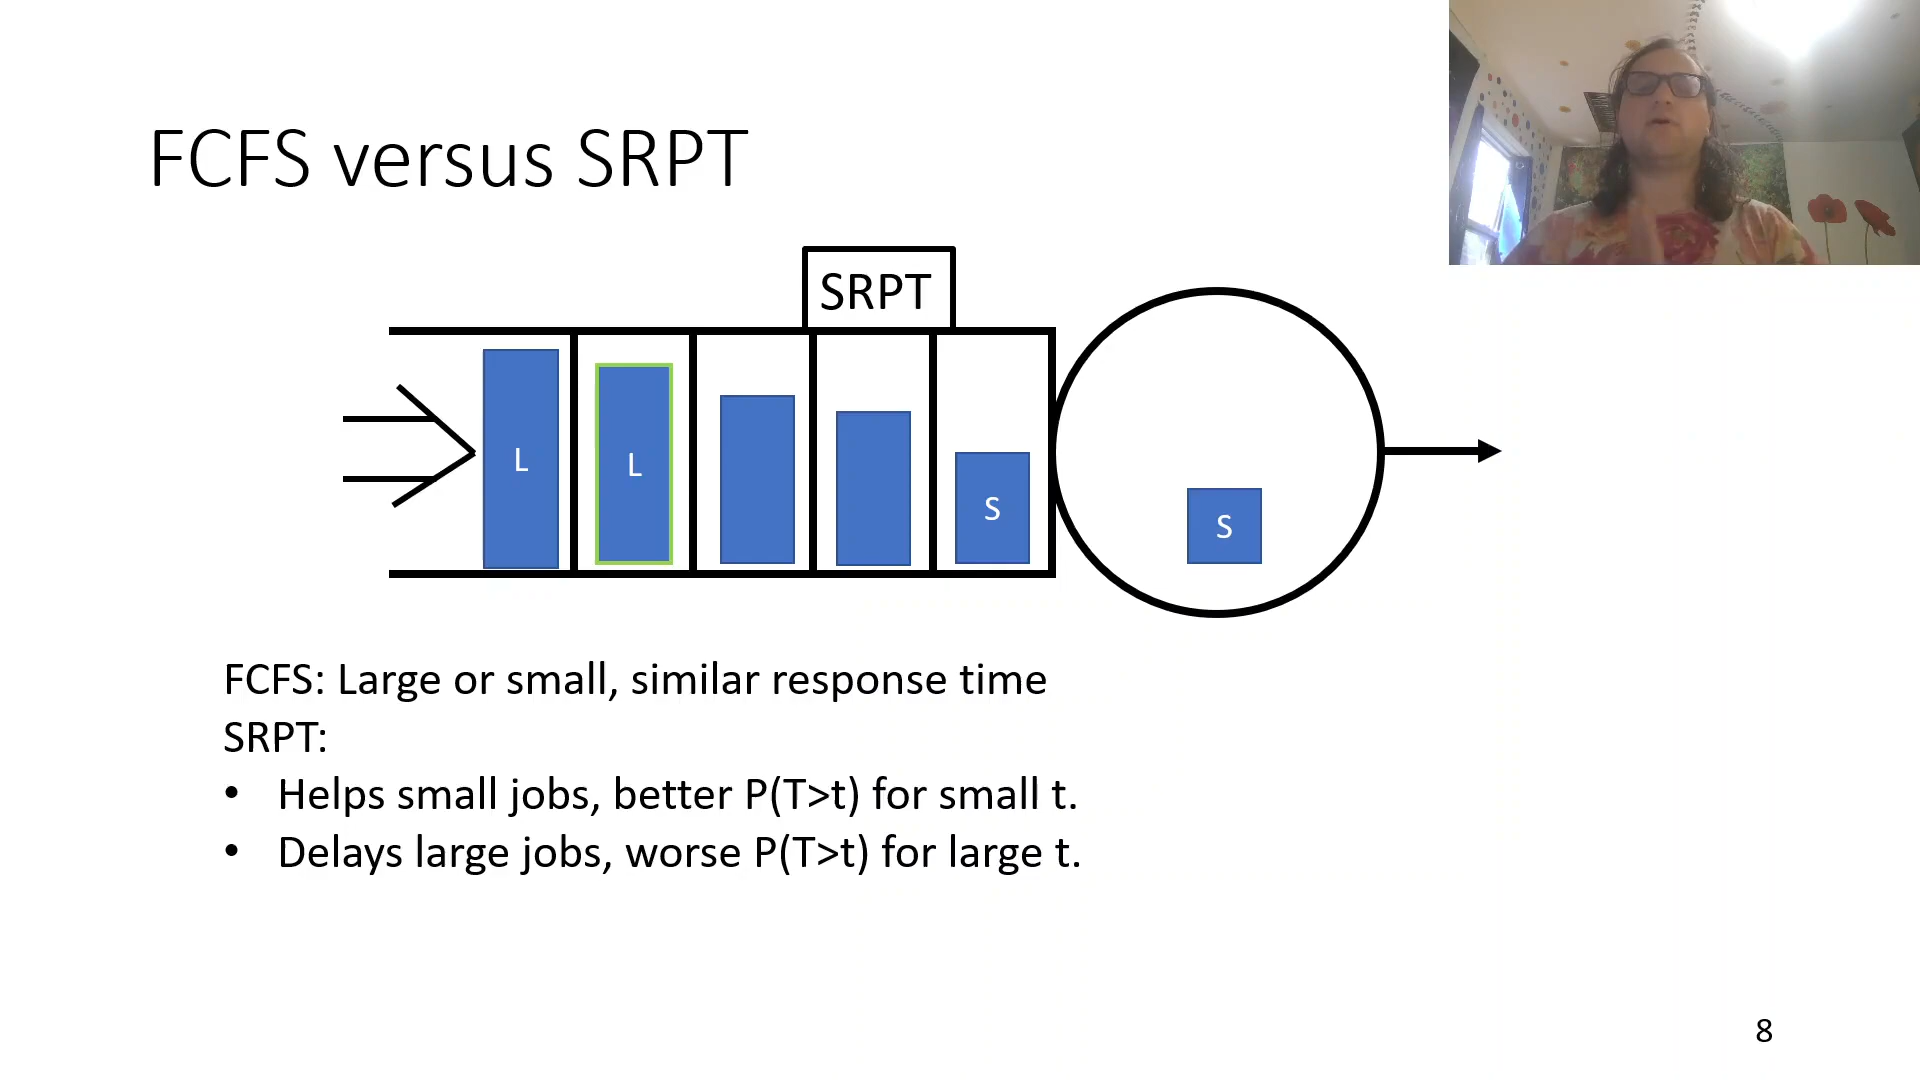 FCFS versus SRPT
SRPT
L
L
S
S
FCFS: Large or small, similar response time
SRPT:
• Helps small jobs, better P(T>t) for small t.
• Delays large jobs, worse P(T>t) for large t.
8